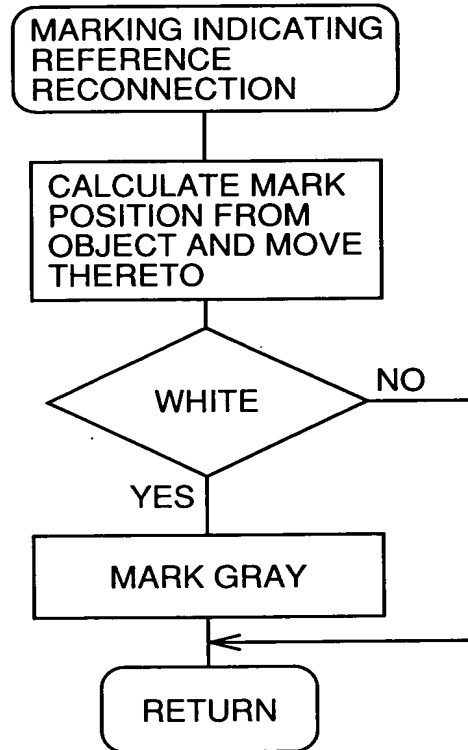 MARKING INDICATING
REFERENCE
RECONNECTION
CALCULATE MARK
POSITION FROM
OBJECT AND MOVE
THERETO
WHITE
NO
YES
MARK GRAY
RETURN